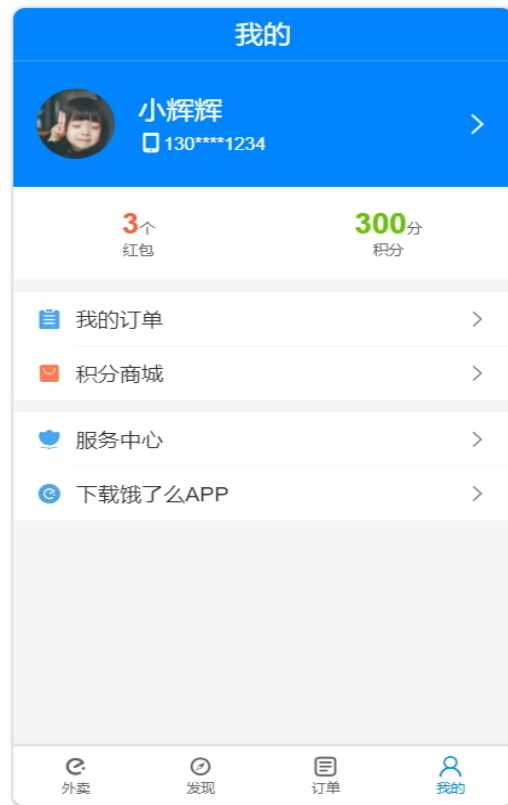 我的
小辉辉
130****1234
3个
红包
300分
积分
我的订单
积分商城
服务中心
下载饿了么APP
外卖
发现
订单
我的